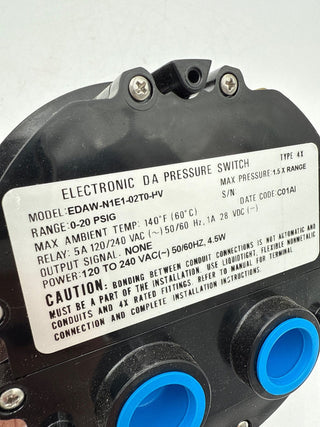 ELECTRONIC DA PRESSURE SWITCH
TYPE 4X
MODEL: EDAW-N1E1-02T0-HV
MAX PRESSURE: 1.5 X RANGE
RANGE: 0-20 PSIG
S/N
DATE CODE: C01AI
MAX AMBIENT TEMP: 140°F (60°C)
RELAY: 5A 120/240 VAC (~) 50/60 HZ, 1A 28 VDC (⎓)
OUTPUT SIGNAL: NONE
POWER: 120 TO 240 VAC(~) 50/60HZ, 4.5W
CAUTION: BONDING BETWEEN CONDUIT CONNECTIONS IS NOT AUTOMATIC AND
MUST BE A PART OF THE INSTALLATION. USE LIQUIDTIGHT, FLEXIBLE NONMETALIC
CONDUITS AND 4X RATED FITTINGS. REFER TO MANUAL FOR TERMINAL
CONNECTION AND COMPLETE INSTALLATION INSTRUCTIONS.